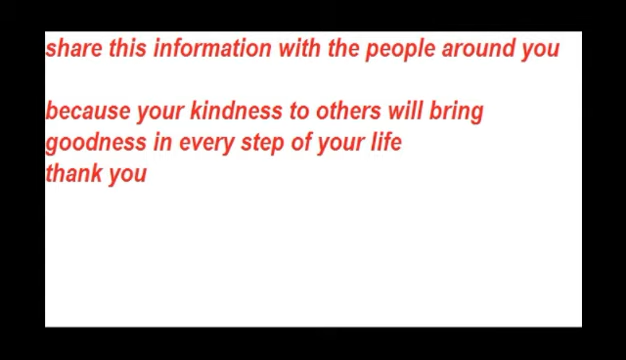 share this information with the people around you
because your kindness to others will bring
goodness in every step of your life
thank you